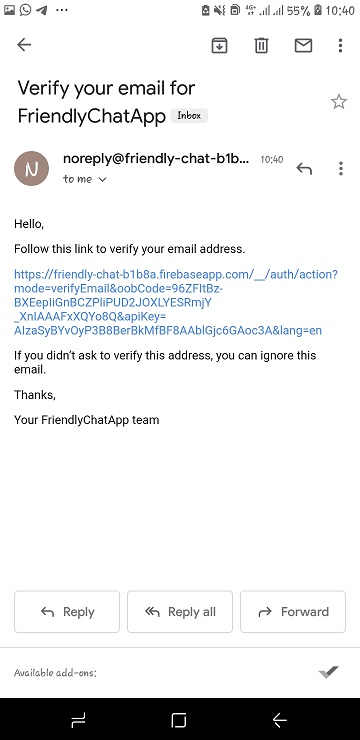 55% 10:40
Verify your email for
FriendlyChatApp Inbox
N
noreply@friendly-chat-b1b... 10:40
to me
Hello,
Follow this link to verify your email address.
https://friendly-chat-b1b8a.firebaseapp.com/__/auth/action?
mode=verifyEmail&oobCode=96ZFItBz-
BXEepIiGnBCZPliPUD2JOXLYESRmjY
_XnIAAAFxXQYo8Q&apiKey=
AIzaSyBYvOyP3B8BerBkMfBF8AAblGjc6GAoc3A&lang=en
If you didn’t ask to verify this address, you can ignore this
email.
Thanks,
Your FriendlyChatApp team
Reply
Reply all
Forward
Available add-ons: